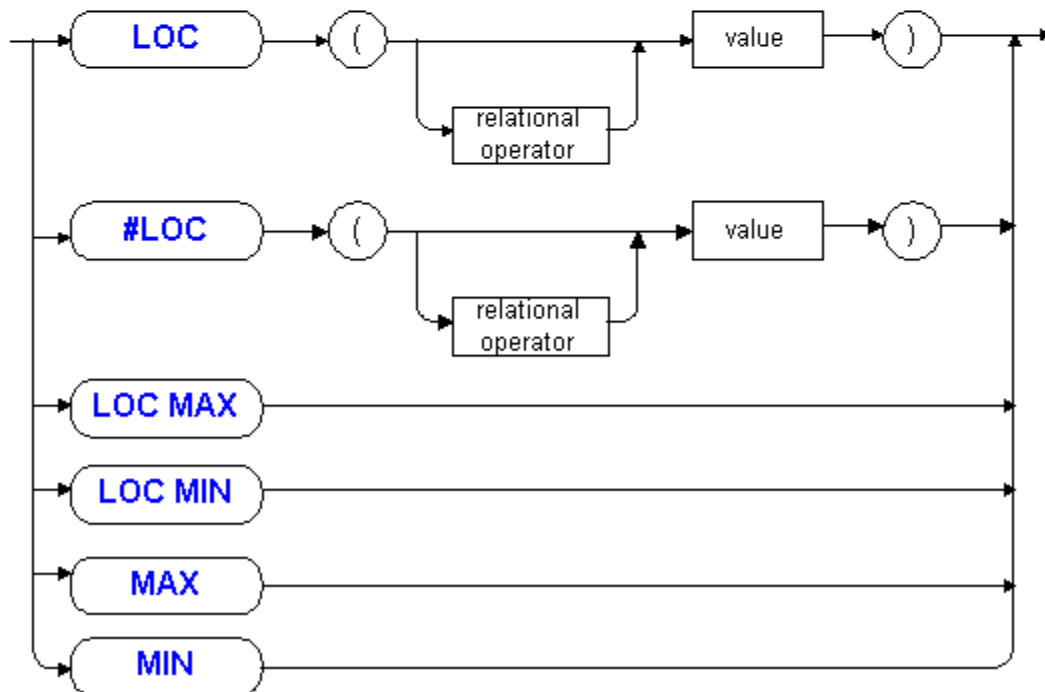 LOC ( value )
relational
operator
#LOC ( value )
relational
operator
LOC MAX
LOC MIN
MAX
MIN